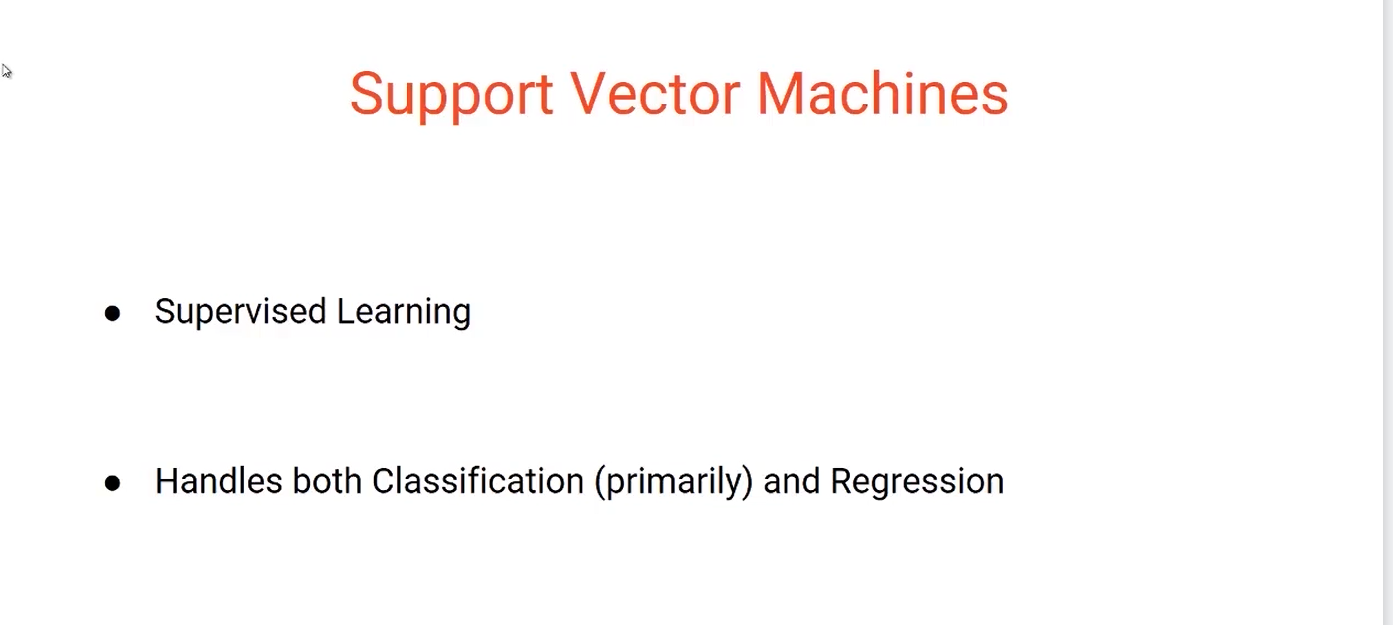 Support Vector Machines
● Supervised Learning
● Handles both Classification (primarily) and Regression